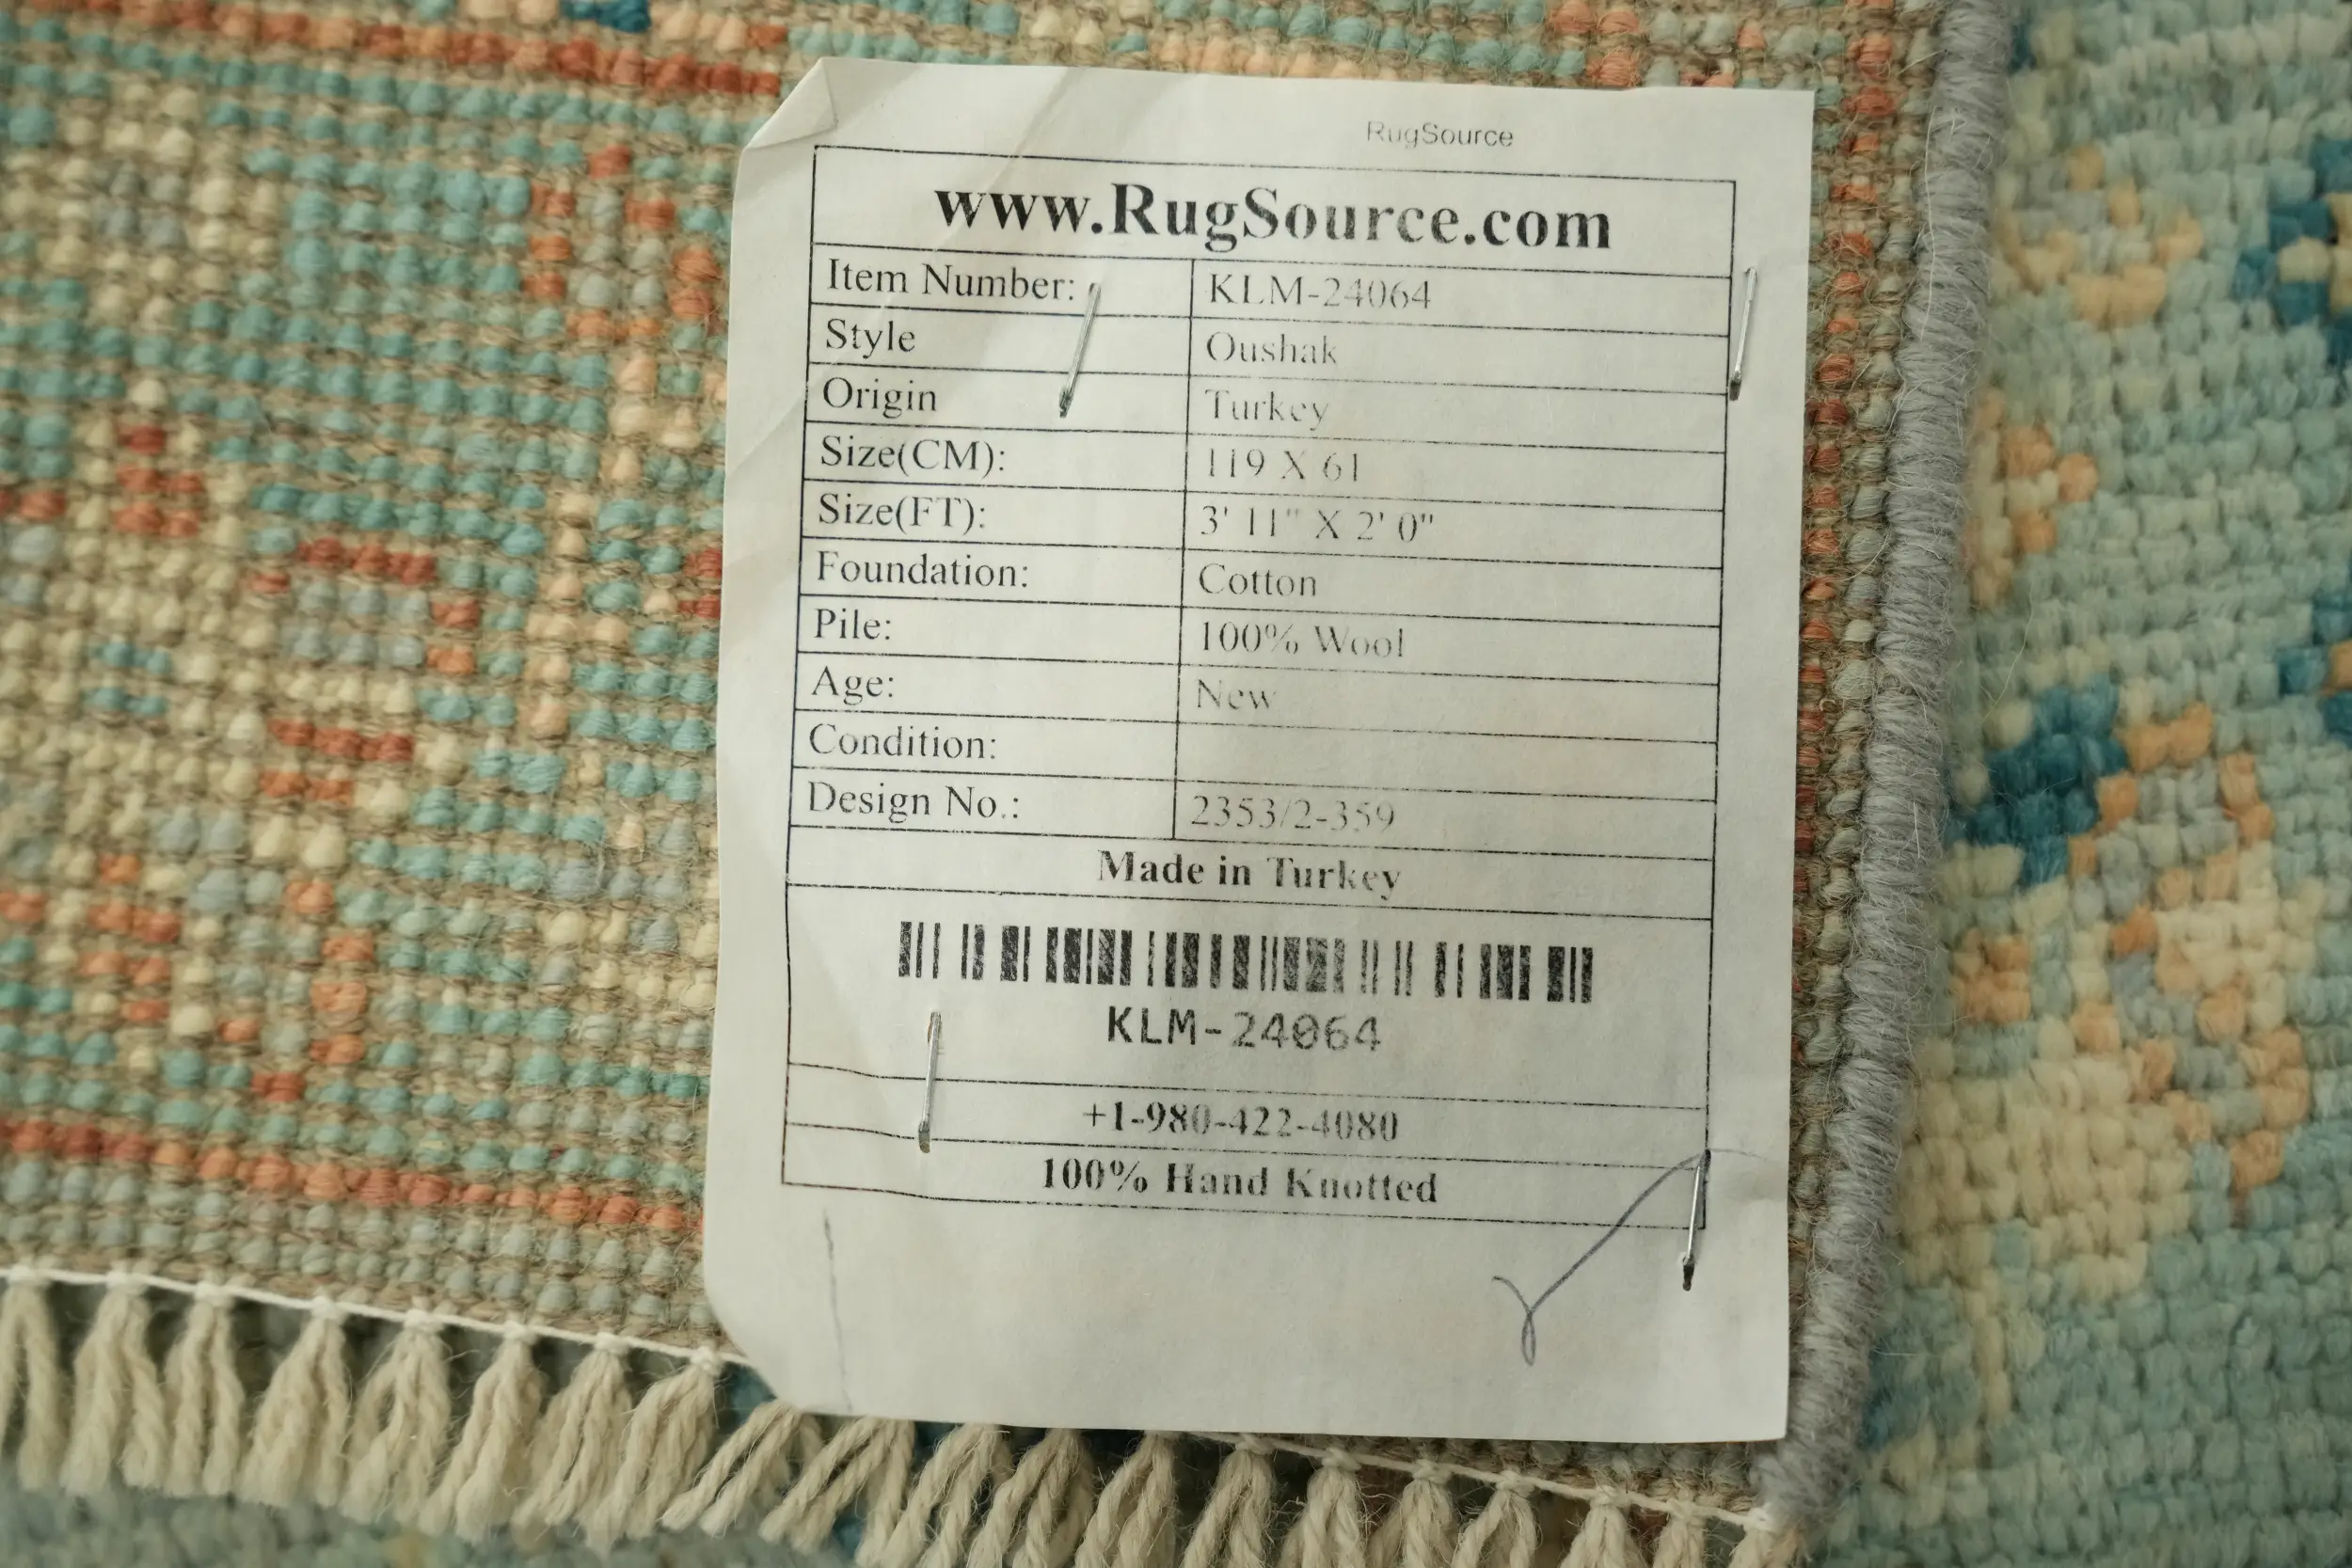 RugSource
www.RugSource.com
Item Number: KLM-24064
Style Oushak
Origin Turkey
Size(CM): 119 X 61
Size(FT): 3' 11" X 2' 0"
Foundation: Cotton
Pile: 100% Wool
Age: New
Condition:
Design No.: 2353/2-359
Made in Turkey
KLM-24064
+1-980-422-4080
100% Hand Knotted